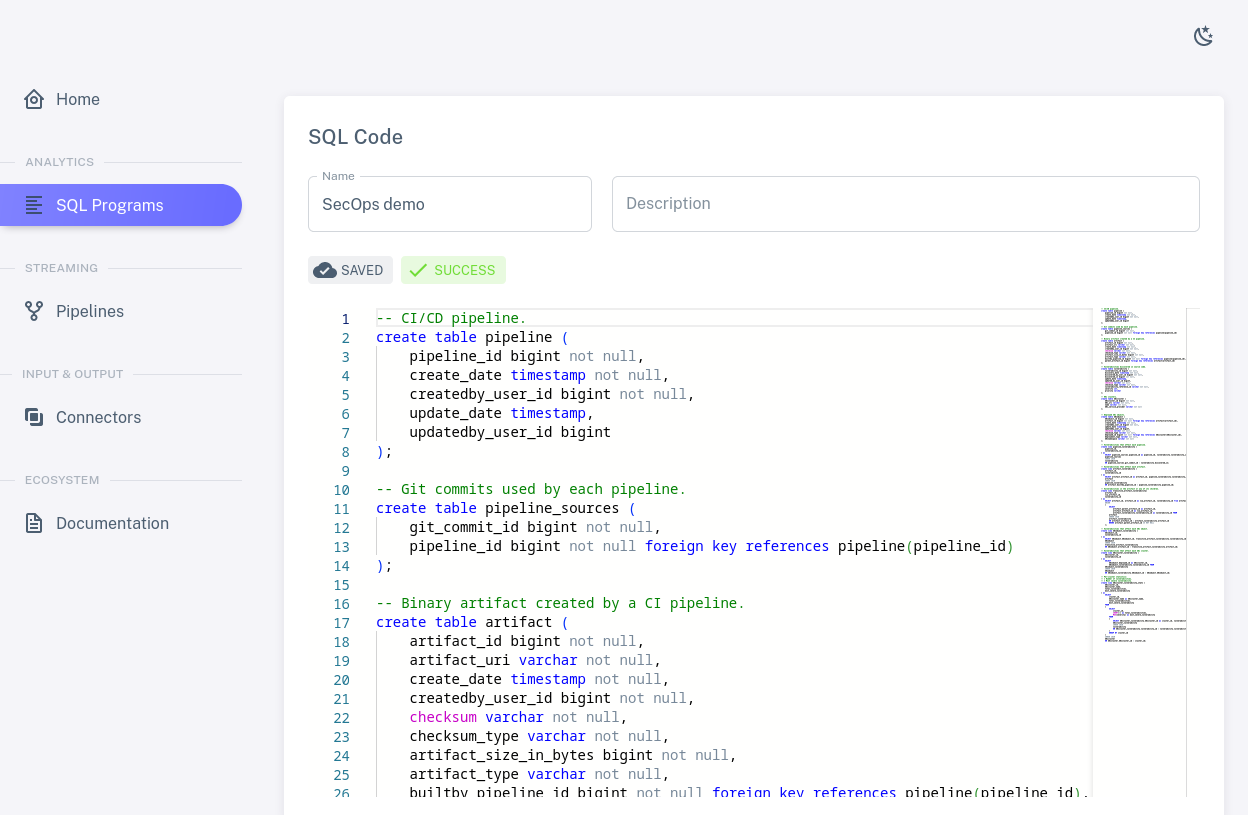 Home
ANALYTICS
SQL Programs
STREAMING
Pipelines
INPUT & OUTPUT
Connectors
ECOSYSTEM
Documentation
SQL Code
Name
SecOps demo
Description
SAVED
SUCCESS
1 -- CI/CD pipeline.
2 create table pipeline (
3     pipeline_id bigint not null,
4     create_date timestamp not null,
5     createdby_user_id bigint not null,
6     update_date timestamp,
7     updatedby_user_id bigint
8 );
9
10 -- Git commits used by each pipeline.
11 create table pipeline_sources (
12     git_commit_id bigint not null,
13     pipeline_id bigint not null foreign key references pipeline(pipeline_id)
14 );
15
16 -- Binary artifact created by a CI pipeline.
17 create table artifact (
18     artifact_id bigint not null,
19     artifact_uri varchar not null,
20     create_date timestamp not null,
21     createdby_user_id bigint not null,
22     checksum varchar not null,
23     checksum_type varchar not null,
24     artifact_size_in_bytes bigint not null,
25     artifact_type varchar not null,
26     builtby_pipeline_id bigint not null foreign key references pipeline(pipeline_id),